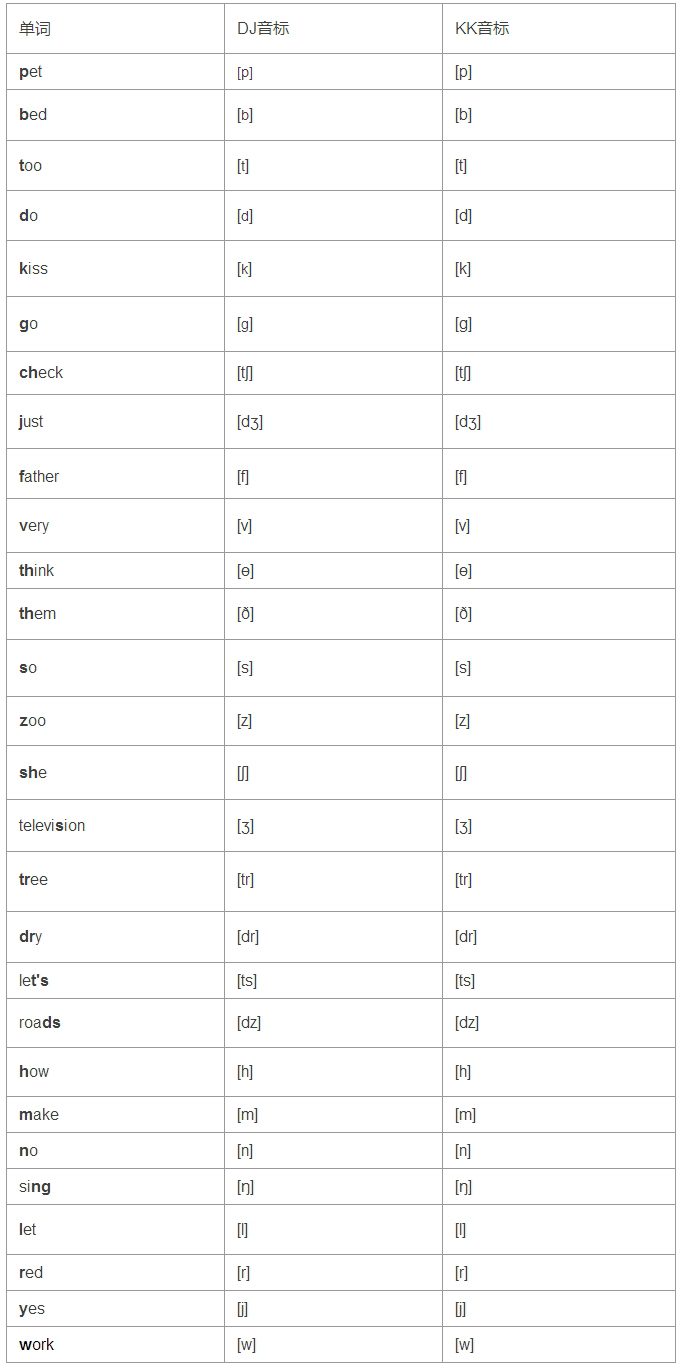 单词 DJ音标 KK音标
pet [p] [p]
bed [b] [b]
too [t] [t]
do [d] [d]
kiss [k] [k]
go [g] [g]
check [tʃ] [tʃ]
just [dʒ] [dʒ]
father [f] [f]
very [v] [v]
think [ɵ] [ɵ]
them [ð] [ð]
so [s] [s]
zoo [z] [z]
she [ʃ] [ʃ]
television [ʒ] [ʒ]
tree [tr] [tr]
dry [dr] [dr]
let's [ts] [ts]
roads [dz] [dz]
how [h] [h]
make [m] [m]
no [n] [n]
sing [ŋ] [ŋ]
let [l] [l]
red [r] [r]
yes [j] [j]
work [w] [w]